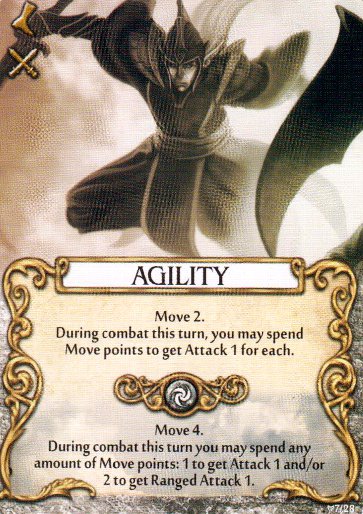 AGILITY
Move 2.
During combat this turn, you may spend
Move points to get Attack 1 for each.
Move 4.
During combat this turn you may spend any
amount of Move points: 1 to get Attack 1 and/or
2 to get Ranged Attack 1.
7/28